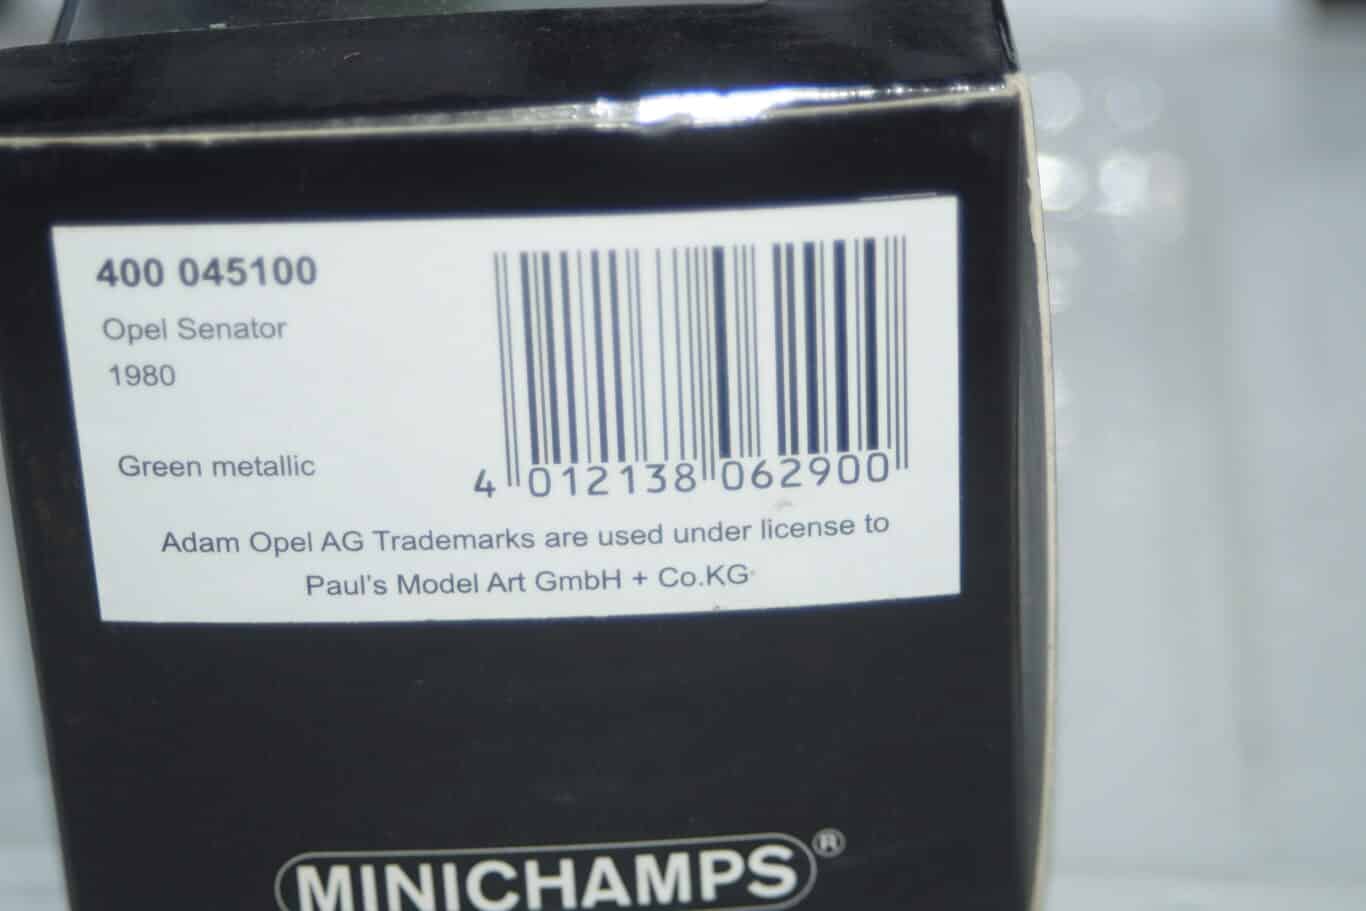 400 045100
Opel Senator
1980
Green metallic
4 012138 062900
Adam Opel AG Trademarks are used under license to
Paul's Model Art GmbH + Co.KG
MINICHAMPS®